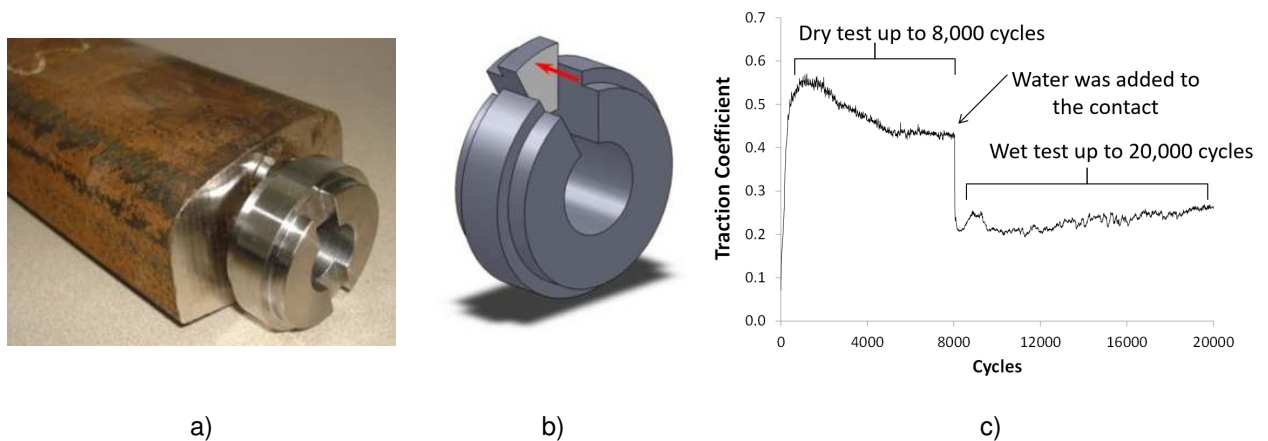 0.7
0.6
0.5
0.4
0.3
0.2
0.1
0.0
Traction Coefficient
Dry test up to 8,000 cycles
Water was added to
the contact
Wet test up to 20,000 cycles
0
4000
8000
12000
16000
20000
Cycles
a)
b)
c)